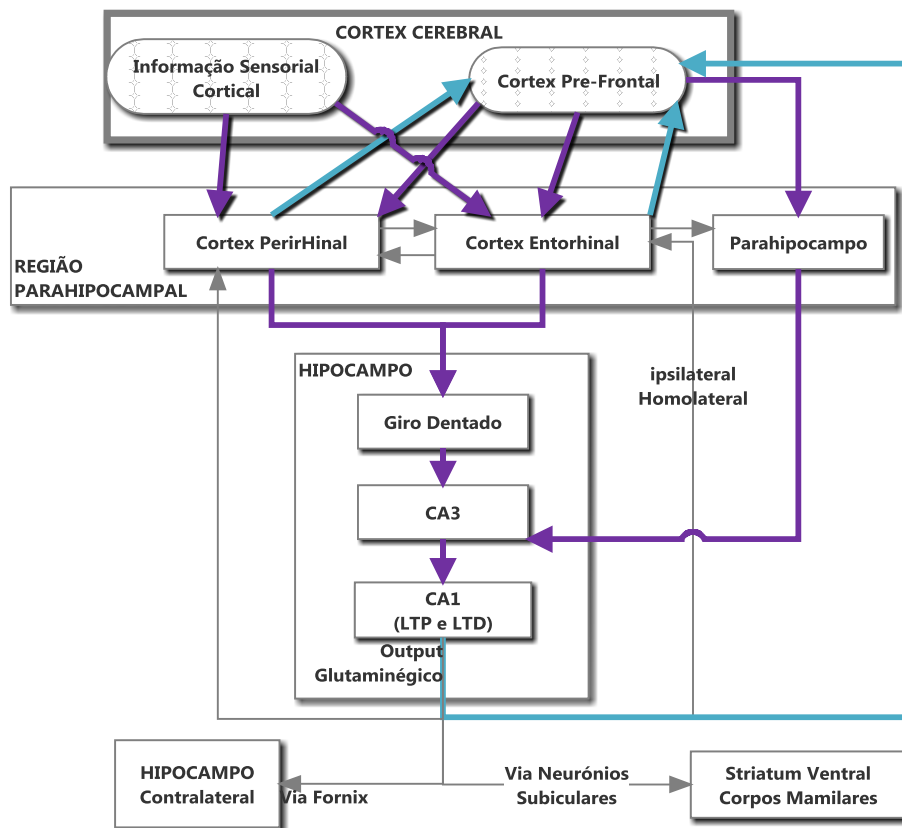 CORTEX CEREBRAL
Informação Sensorial
Cortical
Cortex Pre-Frontal
Cortex PerirHinal
Cortex Entorhinal
Parahipocampo
REGIÃO
PARAHIPOCAMPAL
HIPOCAMPO
ipsilateral
Homolateral
Giro Dentado
CA3
CA1
(LTP e LTD)
Output
Glutaminégico
HIPOCAMPO
Contralateral
Via Fornix
Via Neurónios
Subiculares
Striatum Ventral
Corpos Mamilares